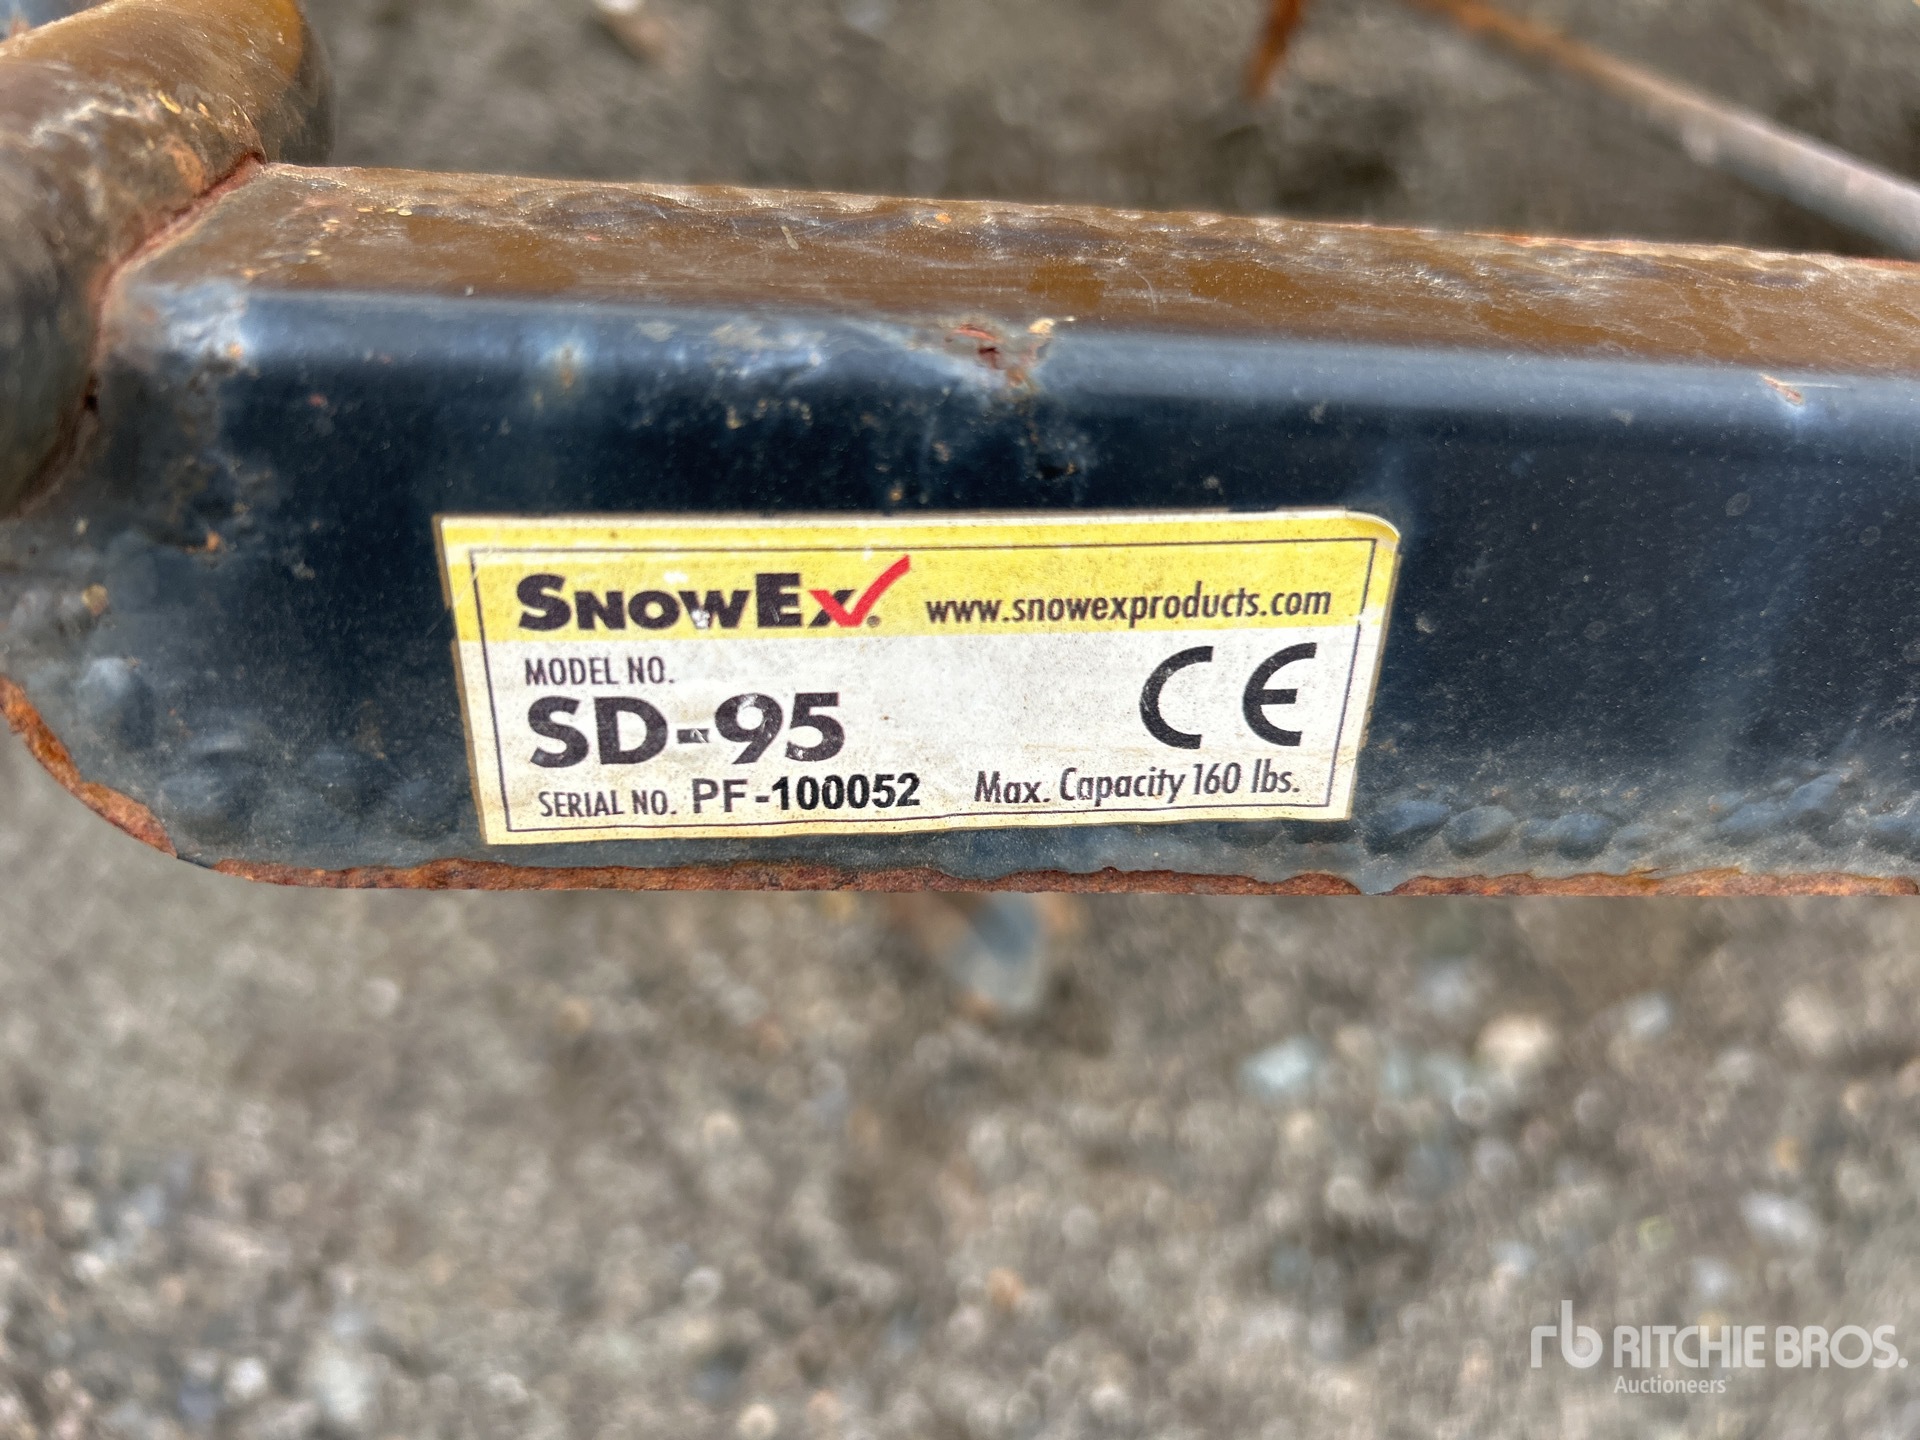 SNOWEX® www.snowexproducts.com
MODEL NO.
SD-95 CE
SERIAL NO. PF-100052 Max. Capacity 160 lbs.
rb RITCHIE BROS.
Auctioneers